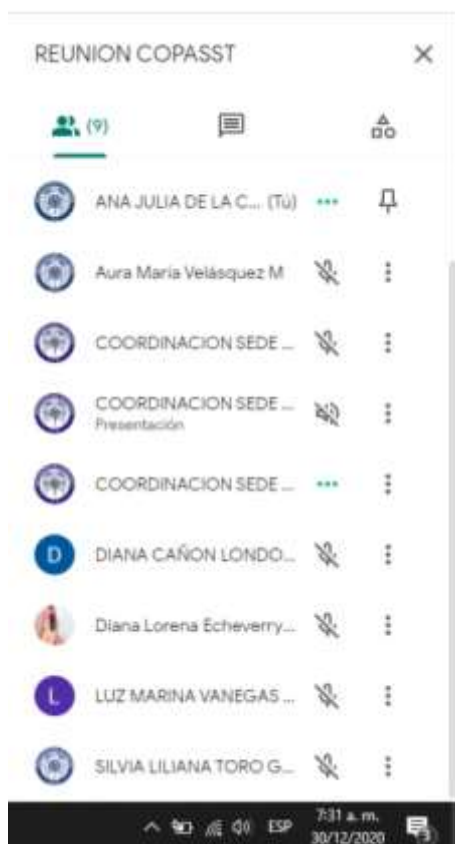 REUNION COPASST
(9)
ANA JULIA DE LA C... (Tú)
Aura María Velásquez M
COORDINACION SEDE ...
COORDINACION SEDE ...
Presentación
COORDINACION SEDE ...
D DIANA CAÑON LONDO...
Diana Lorena Echeverry...
L LUZ MARINA VANEGAS ...
SILVIA LILIANA TORO G...
ESP
7:31 a. m.
30/12/2020